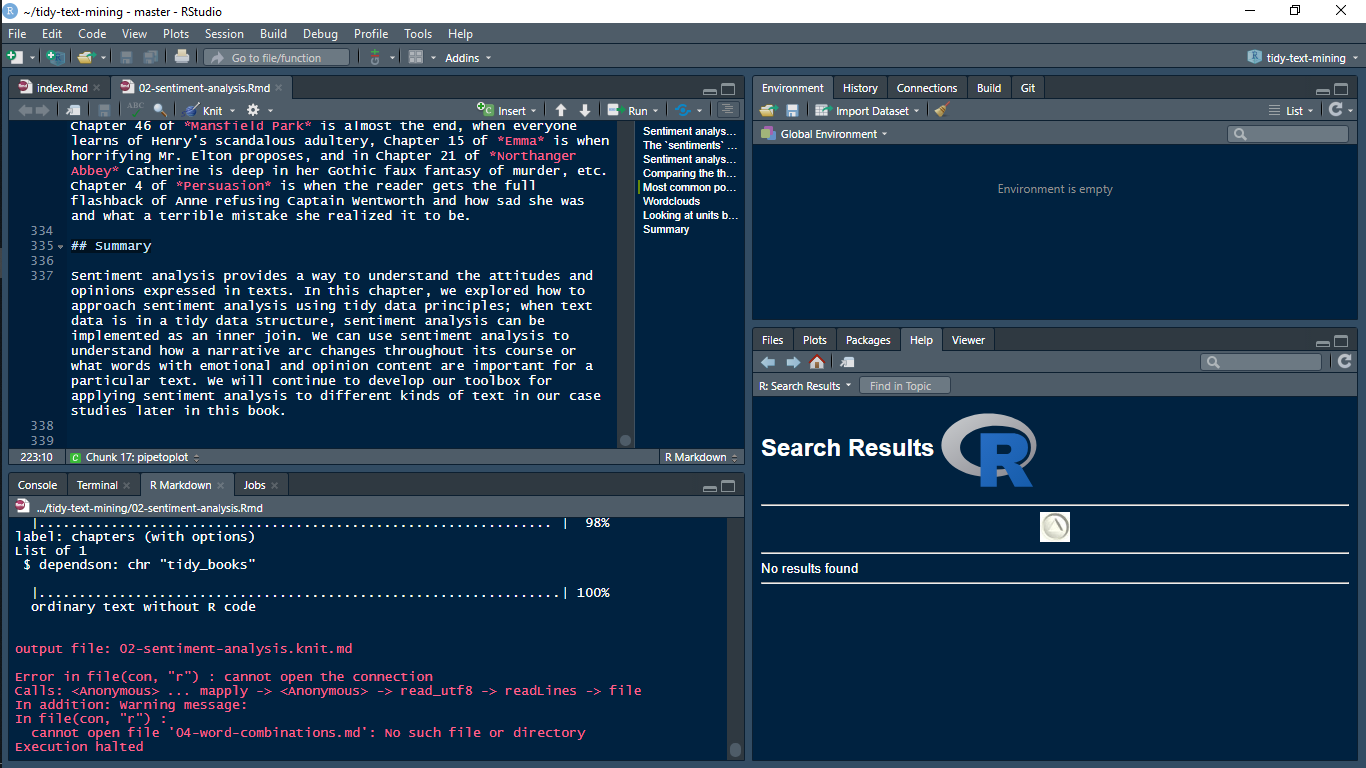 ~/tidy-text-mining - master - RStudio
File Edit Code View Plots Session Build Debug Profile Tools Help
Go to file/function Addins tidy-text-mining
index.Rmd 02-sentiment-analysis.Rmd
ABC Knit Insert Run
Chapter 46 of *Mansfield Park* is almost the end, when everyone
learns of Henry's scandalous adultery, Chapter 15 of *Emma* is when
horrifying Mr. Elton proposes, and in Chapter 21 of *Northanger
Abbey* Catherine is deep in her Gothic faux fantasy of murder, etc.
Chapter 4 of *Persuasion* is when the reader gets the full
flashback of Anne refusing Captain Wentworth and how sad she was
and what a terrible mistake she realized it to be.
334
335 ## Summary
336
337 Sentiment analysis provides a way to understand the attitudes and
opinions expressed in texts. In this chapter, we explored how to
approach sentiment analysis using tidy data principles; when text
data is in a tidy data structure, sentiment analysis can be
implemented as an inner join. We can use sentiment analysis to
understand how a narrative arc changes throughout its course or
what words with emotional and opinion content are important for a
particular text. We will continue to develop our toolbox for
applying sentiment analysis to different kinds of text in our case
studies later in this book.
338
339
Sentiment analys...
The `sentiments` ...
Sentiment analys...
Comparing the th...
Most common po...
Wordclouds
Looking at units b...
Summary
223:10 C Chunk 17: pipetoplot R Markdown
Console Terminal R Markdown Jobs
.../tidy-text-mining/02-sentiment-analysis.Rmd
|................................................................. | 98%
label: chapters (with options)
List of 1
$ dependson: chr "tidy_books"
|.................................................................| 100%
ordinary text without R code
output file: 02-sentiment-analysis.knit.md
Error in file(con, "r") : cannot open the connection
Calls: <Anonymous> ... mapply -> <Anonymous> -> read_utf8 -> readLines -> file
In addition: Warning message:
In file(con, "r") :
cannot open file '04-word-combinations.md': No such file or directory
Execution halted
Environment History Connections Build Git
Import Dataset List
Global Environment
Environment is empty
Files Plots Packages Help Viewer
R: Search Results Find in Topic
Search Results R
No results found